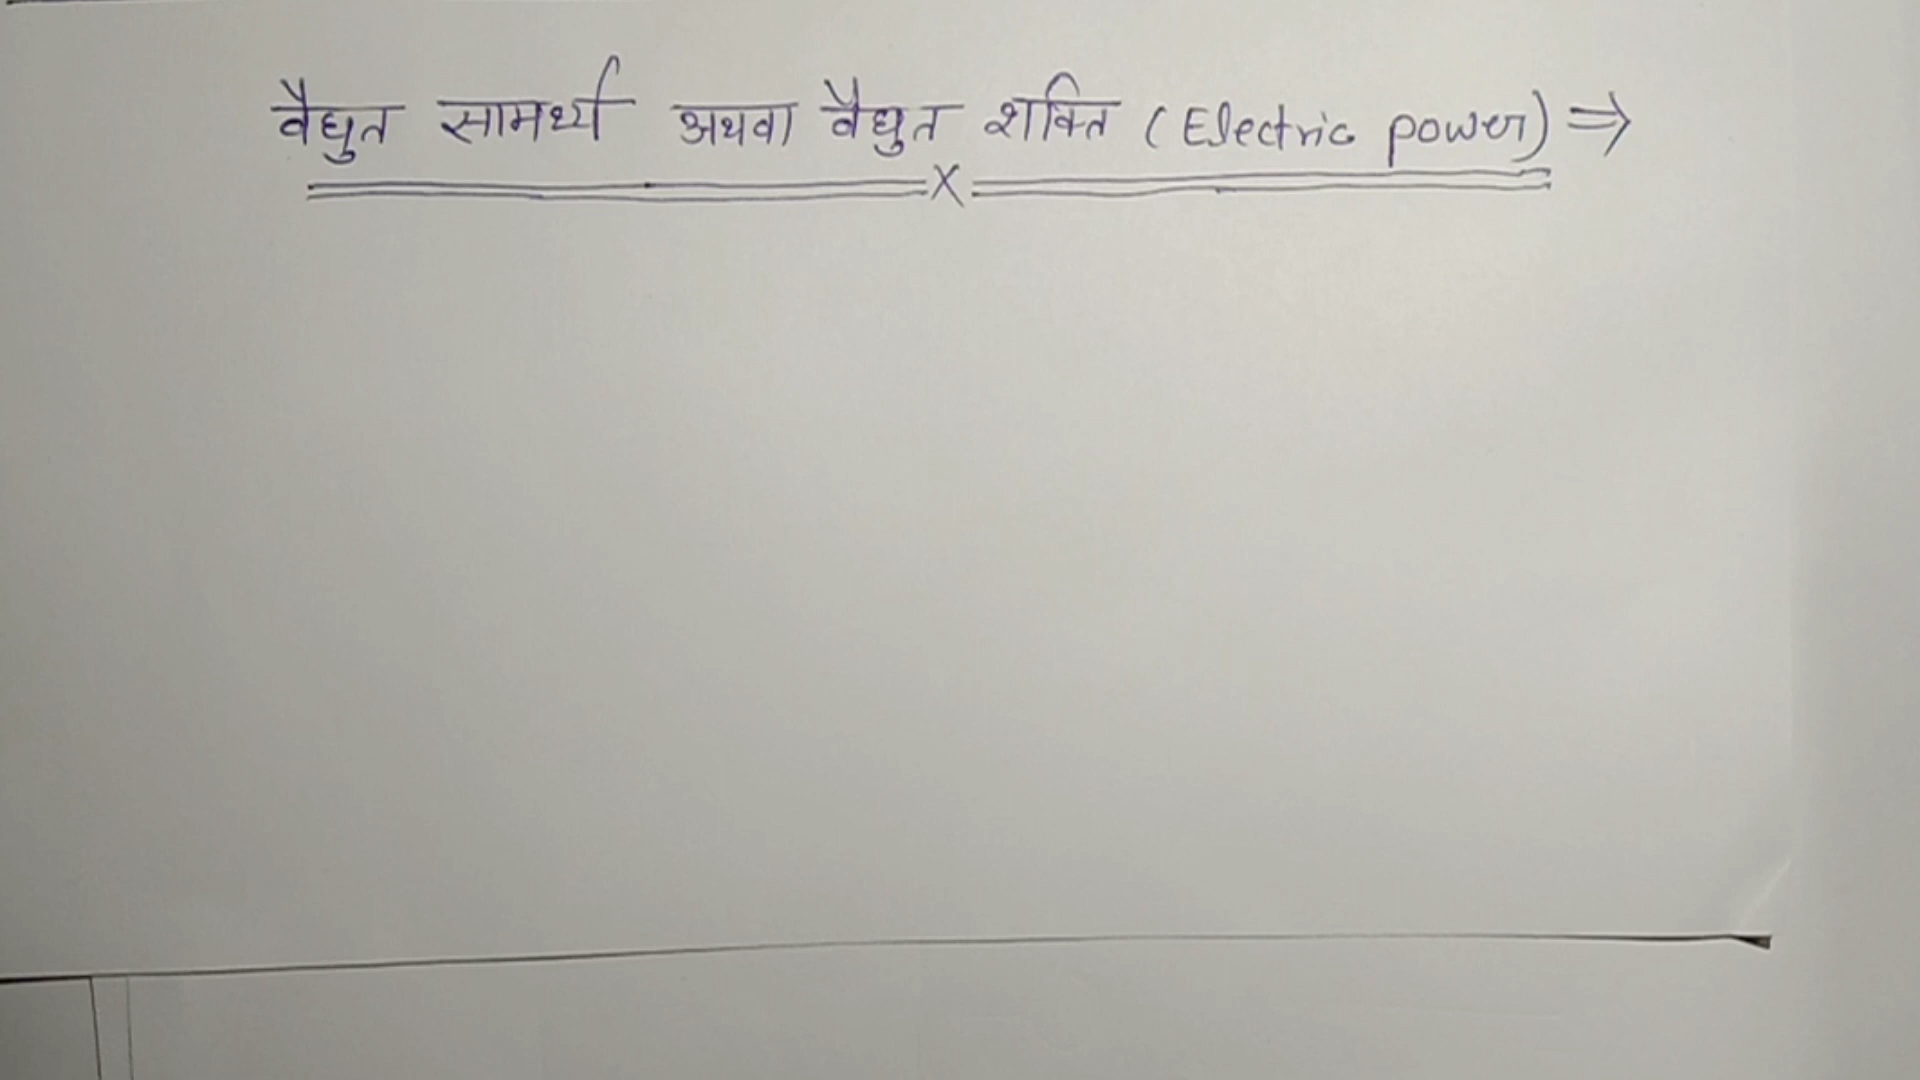 वैद्युत सामर्थ्य अथवा वैद्युत शक्ति (Electric power) ⇒